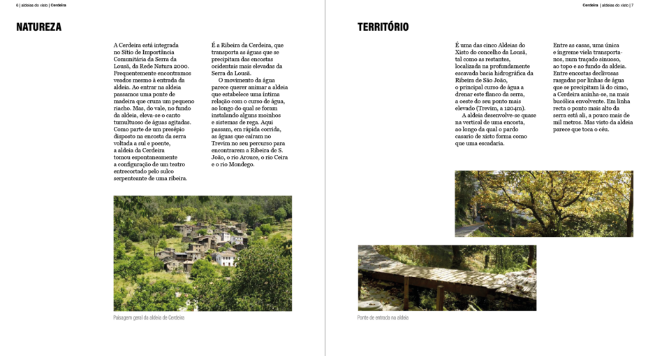 6 | aldeias do xisto | Cerdeira
NATUREZA
A Cerdeira está integrada
no Sítio de Importância
Comunitária da Serra da
Lousã, da Rede Natura 2000.
Frequentemente encontramos
veados mesmo à entrada da
aldeia. Ao entrar na aldeia
passamos uma ponte de
madeira que cruza um pequeno
riacho. Mas, do vale, no fundo
da aldeia, eleva-se o canto
tumultuoso de águas agitadas.
Como parte de um presépio
disposto na encosta da serra
voltada a sul e poente,
a aldeia da Cerdeira
tomou espontaneamente
a configuração de um teatro
entrecortado pelo sulco
serpenteante de uma ribeira.
É a Ribeira da Cerdeira, que
transporta as águas que se
precipitam das encostas
ocidentais mais elevadas da
Serra da Lousã.
O movimento da água
parece querer animar a aldeia
que estabelece uma íntima
relação com o curso de água,
ao longo do qual se foram
instalando alguns moinhos
e sistemas de rega. Aqui
passam, em rápida corrida,
as águas que caíram no
Trevim no seu percurso para
encontrarem a Ribeira de S.
João, o rio Arouce, o rio Ceira
e o rio Mondego.
Paisagem geral da aldeia de Cerdeira
Cerdeira | aldeias do xisto | 7
TERRITÓRIO
É uma das cinco Aldeias do
Xisto do concelho da Lousã,
tal como as restantes,
localizada na profundamente
escavada bacia hidrográfica da
Ribeira de São João,
o principal curso de água a
drenar este flanco da serra,
a oeste do seu ponto mais
elevado (Trevim, a 1204m).
A aldeia desenvolve-se quase
na vertical de uma encosta,
ao longo da qual o pardo
casario de xisto forma como
que uma escadaria.
Entre as casas, uma única
e íngreme viela transporta-
nos, num traçado sinuoso,
ao topo e ao fundo da aldeia.
Entre encostas declivosas
rasgadas por linhas de água
que se precipitam lá do cimo,
a Cerdeira aninha-se, na mais
bucólica envolvente. Em linha
recta o ponto mais alto da
serra está ali, a pouco mais de
mil metros. Mas visto da aldeia
parece que toca o céu.
Ponte de entrada na aldeia